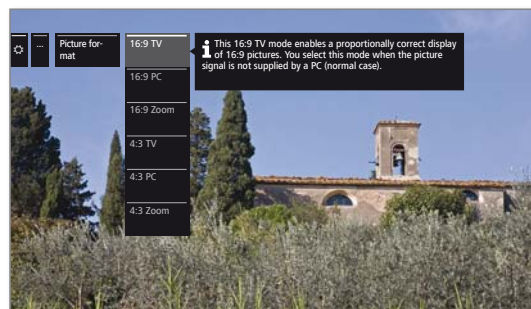 ...
Picture for-
mat
16:9 TV
16:9 PC
16:9 Zoom
4:3 TV
4:3 PC
4:3 Zoom
This 16:9 TV mode enables a proportionally correct display
of 16:9 pictures. You select this mode when the picture
signal is not supplied by a PC (normal case).